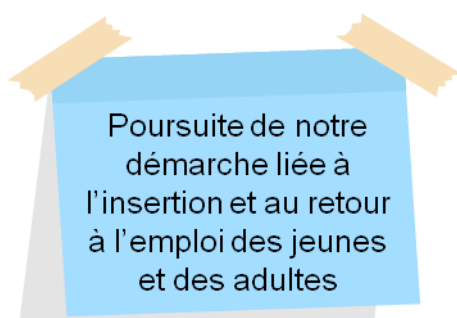 Poursuite de notre
démarche liée à
l’insertion et au retour
à l’emploi des jeunes
et des adultes